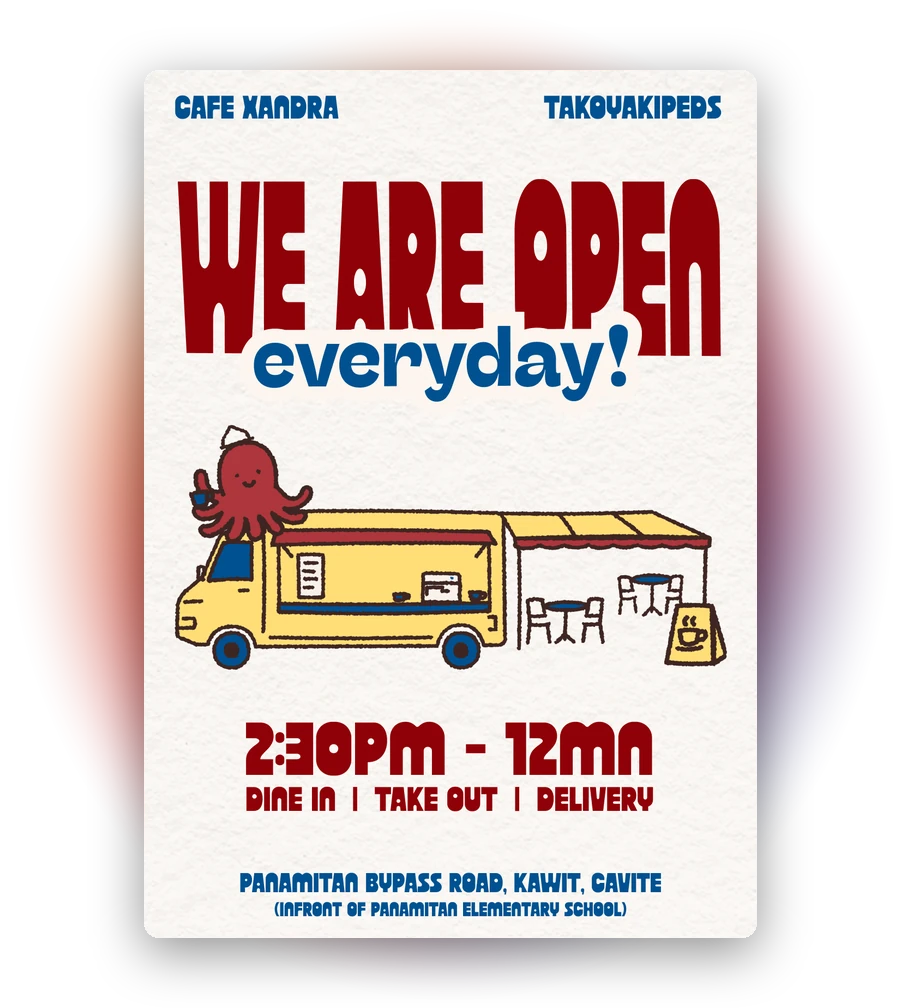 CAFE XANDRA
TAKOYAKIPEDS
WE ARE OPEN
everyday!
2:30PM - 12MN
DINE IN | TAKE OUT | DELIVERY
PANAMITAN BYPASS ROAD, KAWIT, CAVITE
(INFRONT OF PANAMITAN ELEMENTARY SCHOOL)